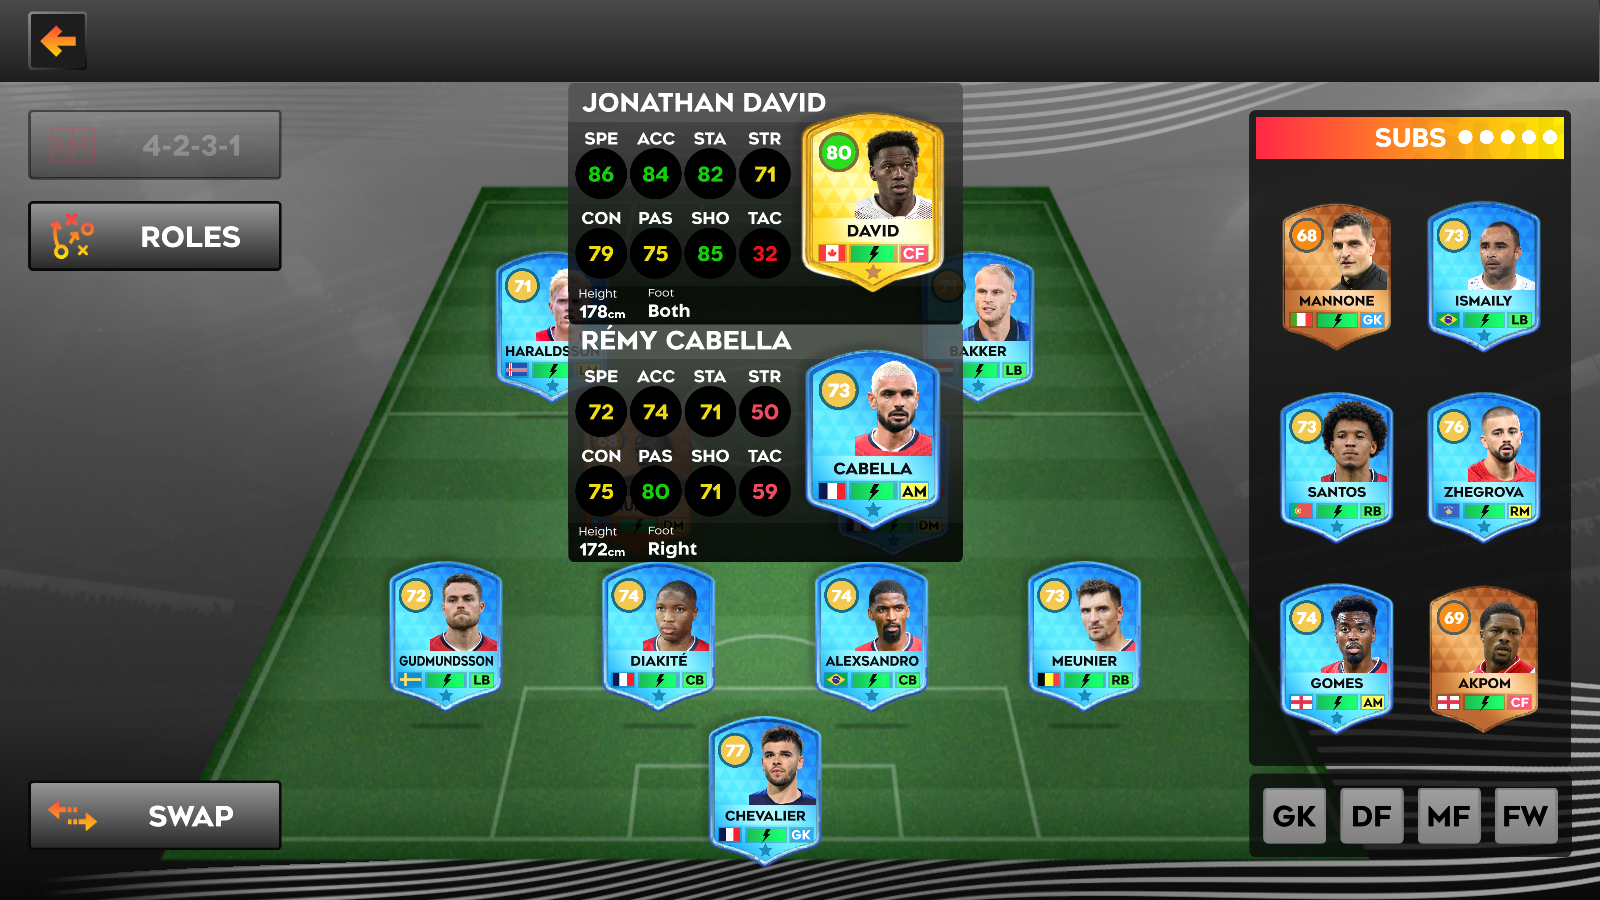 4-2-3-1
ROLES
SWAP
JONATHAN DAVID
SPE ACC STA STR
86 84 82 71
CON PAS SHO TAC
79 75 85 32
Height Foot
178cm Both
80
DAVID
CF
RÉMY CABELLA
SPE ACC STA STR
72 74 71 50
CON PAS SHO TAC
75 80 71 59
Height Foot
172cm Right
73
CABELLA
AM
71
HARALDSSON
71
BAKKER
LB
68
DM
DM
72
GUDMUNDSSON
LB
74
DIAKITÉ
CB
74
ALEXSANDRO
CB
73
MEUNIER
RB
77
CHEVALIER
GK
SUBS
68
MANNONE
GK
73
ISMAILY
LB
73
SANTOS
RB
76
ZHEGROVA
RM
74
GOMES
AM
69
AKPOM
CF
GK DF MF FW